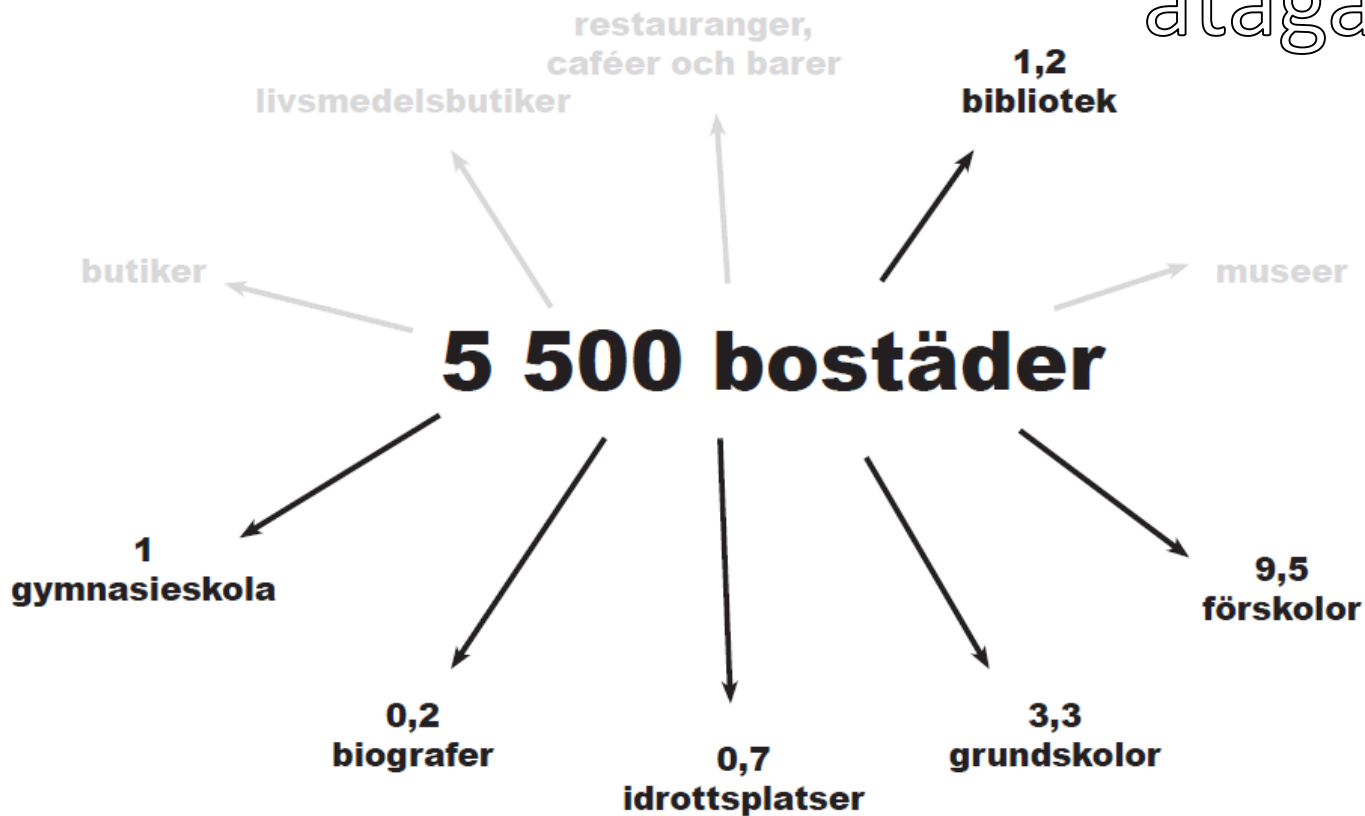 restauranger,
caféer och barer
livsmedelsbutiker
1,2
bibliotek
butiker
museer
5 500 bostäder
1
gymnasieskola
9,5
förskolor
0,2
biografer
0,7
idrottsplatser
3,3
grundskolor